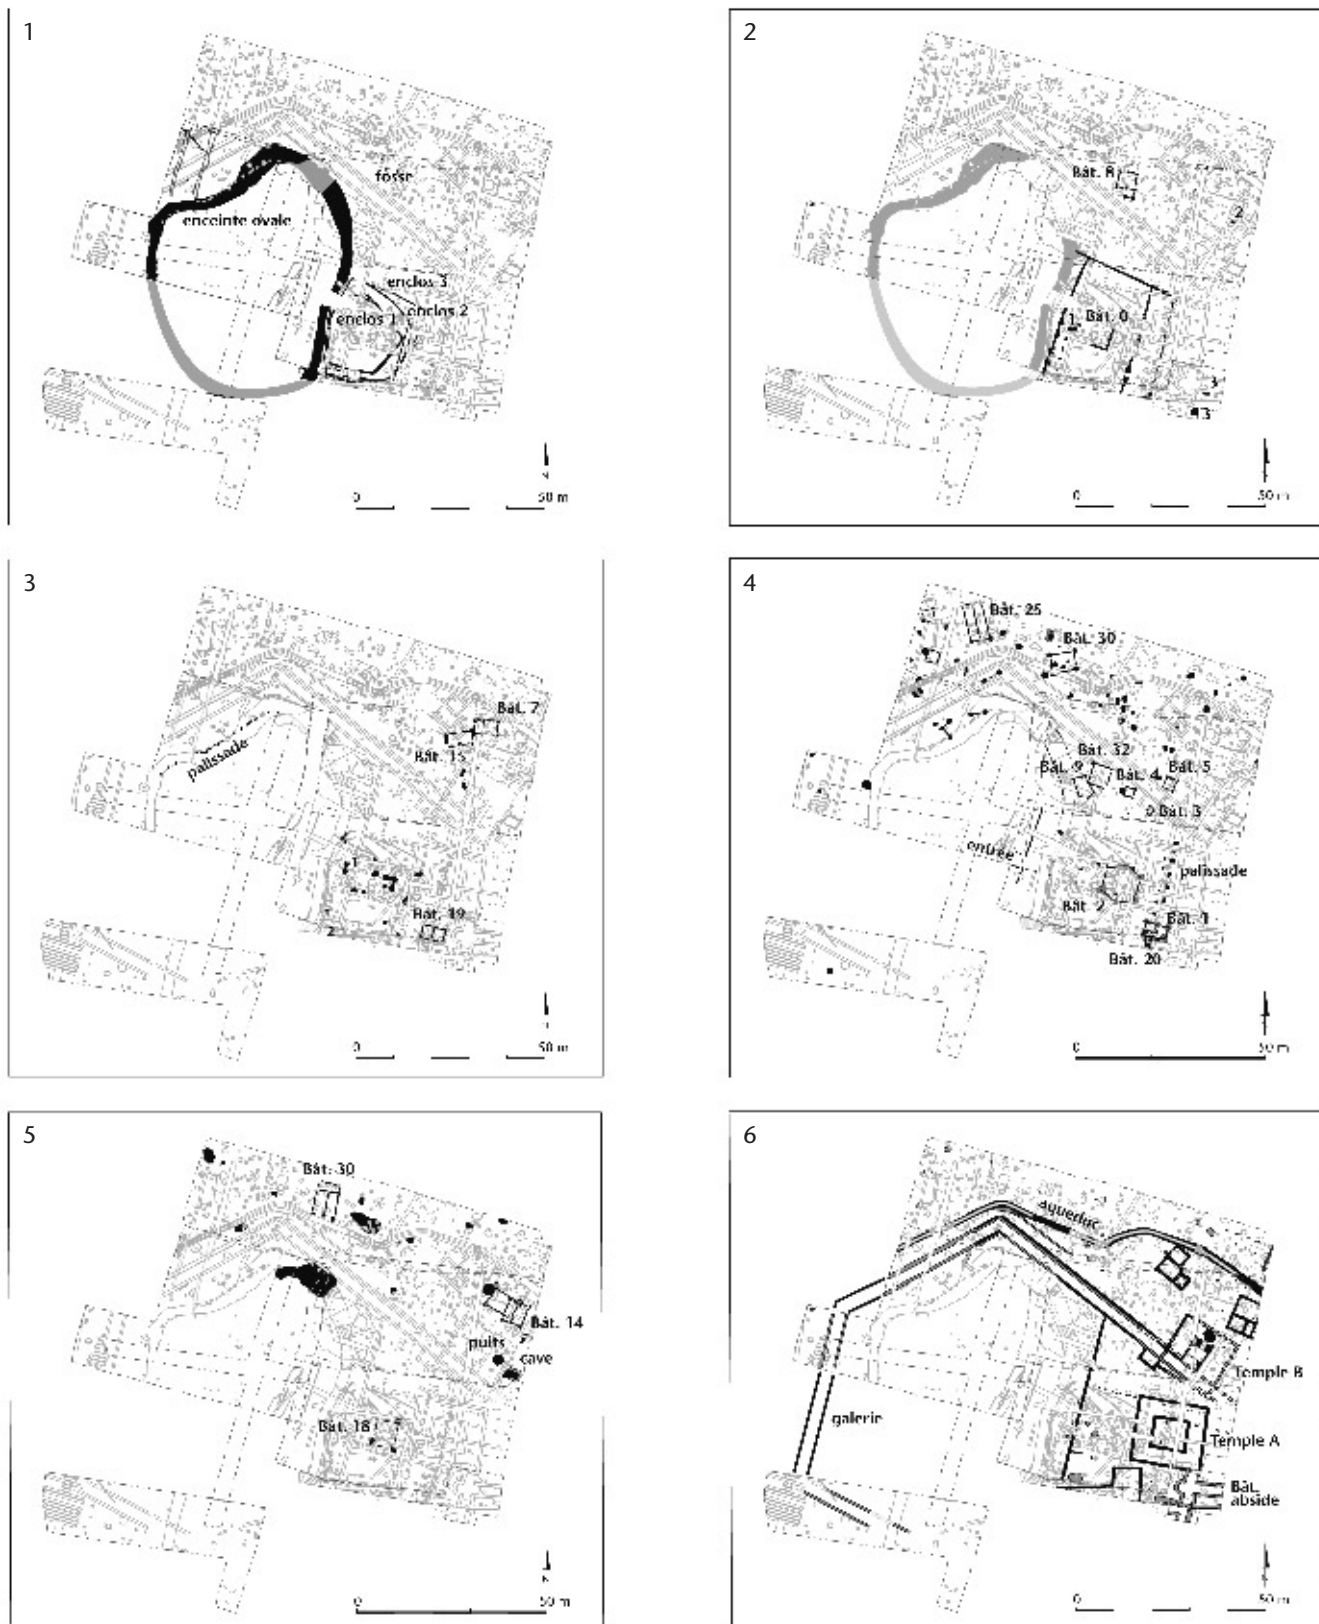 1
fosse
enceinte ovale
enclos 3
enclos 2
enclos 1
0
50 m
2
Bât. 8
2
Bât. 0
1
3
3
0
50 m
3
Bât. 7
palissade
Bât. 15
1
Bât. 19
2
0
50 m
4
Bât. 25
Bât. 30
Bât. 32
Bât. 9
Bât. 4
Bât. 5
Bât. 3
entrée
palissade
Bât. 2
Bât. 1
Bât. 20
0
50 m
5
Bât. 30
Bât. 14
puits
cave
Bât. 18
0
50 m
6
aqueduc
Temple B
galerie
Temple A
Bât.
abside
0
50 m